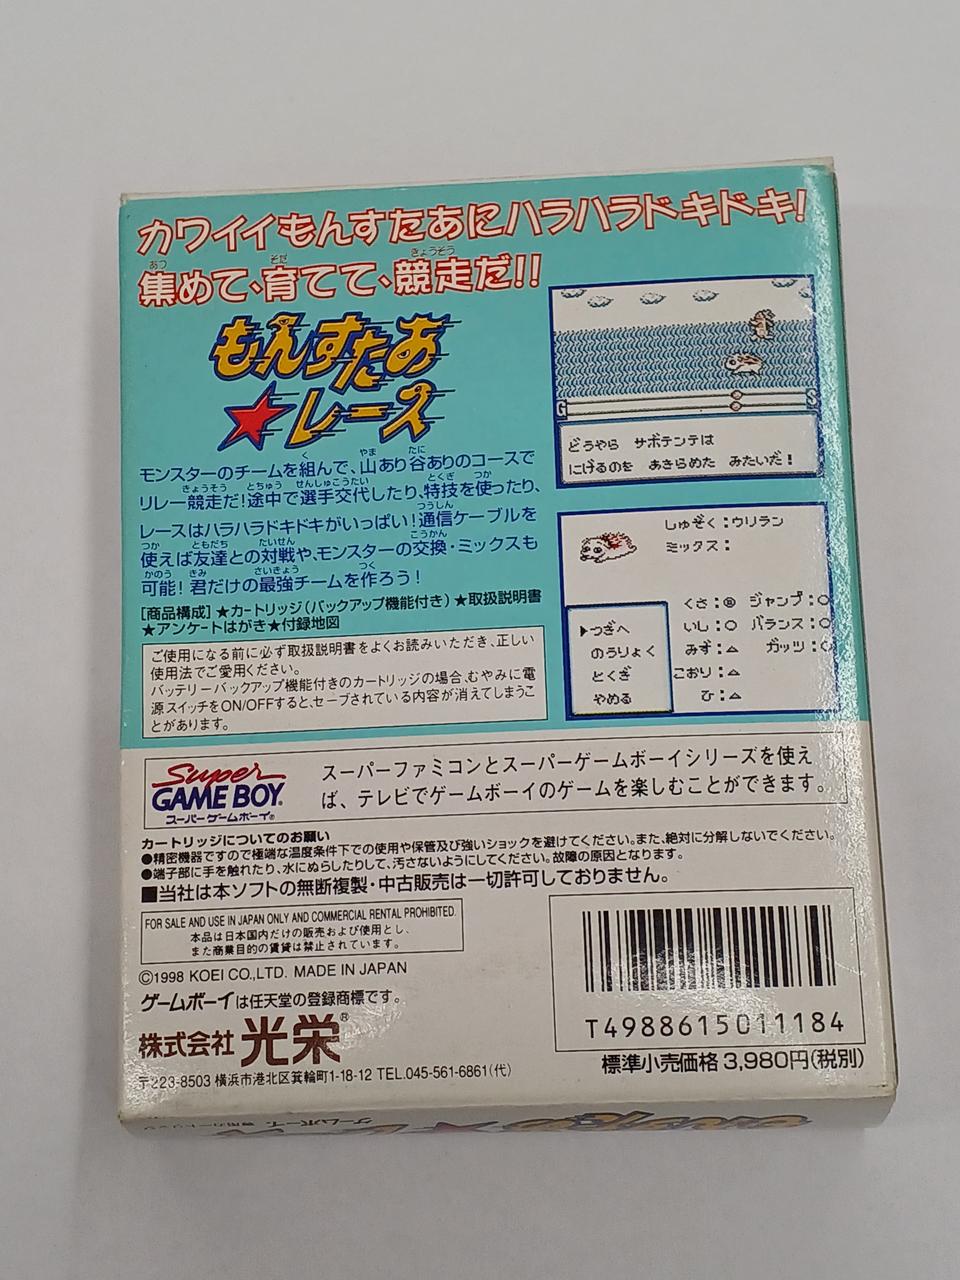 カワイイもんすたあにハラハラドキドキ!
集めて、育てて、競走だ!!
もんすたあ
★レース
モンスターのチームを組んで、山あり谷ありのコースで
リレー競走だ!途中で選手交代したり、特技を使ったり、
レースはハラハラドキドキがいっぱい!通信ケーブルを
使えば友達との対戦や、モンスターの交換・ミックスも
可能!君だけの最強チームを作ろう!
[商品構成]★カートリッジ(バックアップ機能付き)★取扱説明書
★アンケートはがき★付録地図
ご使用になる前に必ず取扱説明書をよくお読みいただき、正しい
使用法でご愛用ください。
バッテリーバックアップ機能付きのカートリッジの場合、むやみに電
源スイッチをON/OFFすると、セーブされている内容が消えてしまうこ
とがあります。
G S
どうやら サボテンテは
にげるのを あきらめた みたいだ!
しゅぞく:ウリラン
ミックス:
くさ:◎ ジャンプ:○
いし:○ バランス:○
みず:△ ガッツ:○
こおり:△
ひ:△
▶つぎへ
のうりょく
とくぎ
やめる
Super
GAME BOY
スーパーゲームボーイ®
スーパーファミコンとスーパーゲームボーイシリーズを使え
ば、テレビでゲームボーイのゲームを楽しむことができます。
カートリッジについてのお願い
●精密機器ですので極端な温度条件下での使用や保管及び強いショックを避けてください。また、絶対に分解しないでください。
●端子部に手を触れたり、水にぬらしたりして、汚さないようにしてください。故障の原因となります。
■当社は本ソフトの無断複製・中古販売は一切許可しておりません。
FOR SALE AND USE IN JAPAN ONLY AND COMMERCIAL RENTAL PROHIBITED.
本品は日本国内だけの販売および使用とし、
また商業目的の賃貸は禁止されています。
©1998 KOEI CO.,LTD. MADE IN JAPAN
ゲームボーイは任天堂の登録商標です。
株式会社 光栄®
〒223-8503 横浜市港北区箕輪町1-18-12 TEL.045-561-6861(代)
T4988615011184
標準小売価格 3,980円(税別)
ゲームボーイ専用カートリッジ
もんすたあ★レース